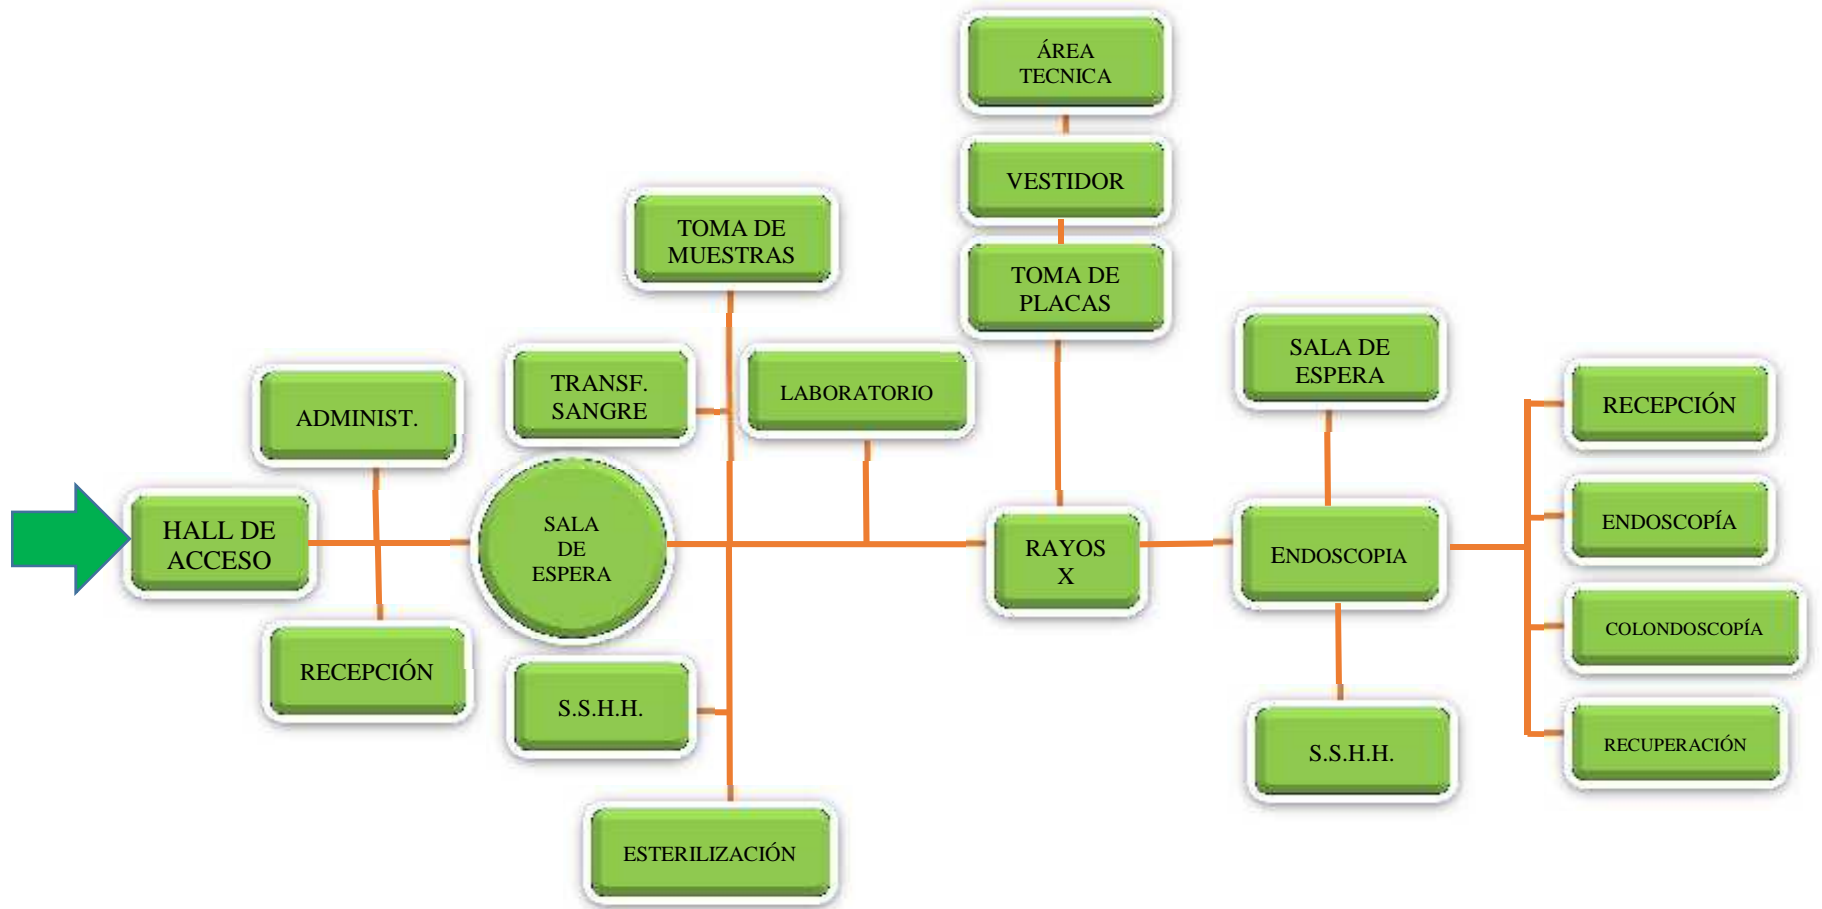 ÁREA
TECNICA
VESTIDOR
TOMA DE
MUESTRAS
TOMA DE
PLACAS
SALA DE
ESPERA
TRANSF.
SANGRE
LABORATORIO
RECEPCIÓN
ADMINIST.
HALL DE
ACCESO
SALA
DE
ESPERA
RAYOS
X
ENDOSCOPIA
ENDOSCOPÍA
COLONDOSCOPÍA
RECEPCIÓN
S.S.H.H.
S.S.H.H.
RECUPERACIÓN
ESTERILIZACIÓN